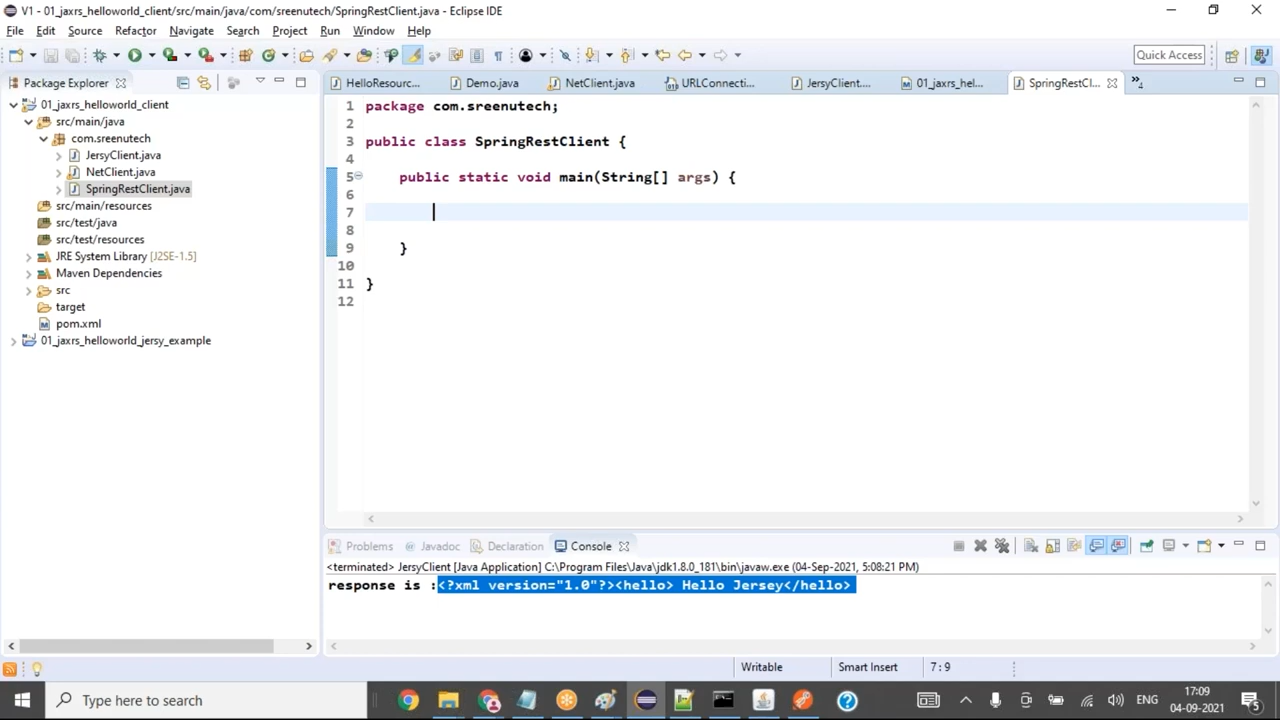 V1 - 01_jaxrs_helloworld_client/src/main/java/com/sreenutech/SpringRestClient.java - Eclipse IDE
File Edit Source Refactor Navigate Search Project Run Window Help
Quick Access
Package Explorer
HelloResourc... Demo.java NetClient.java URLConnecti... JersyClient.... 01_jaxrs_hel... SpringRestCl... 4
01_jaxrs_helloworld_client
src/main/java
com.sreenutech
JersyClient.java
NetClient.java
SpringRestClient.java
src/main/resources
src/test/java
src/test/resources
JRE System Library [J2SE-1.5]
Maven Dependencies
src
target
pom.xml
01_jaxrs_helloworld_jersy_example
1 package com.sreenutech;
2
3 public class SpringRestClient {
4
5 public static void main(String[] args) {
6
7
8
9 }
10
11 }
12
Problems Javadoc Declaration Console
<terminated> JersyClient [Java Application] C:\Program Files\Java\jdk1.8.0_181\bin\javaw.exe (04-Sep-2021, 5:08:21 PM)
response is :<?xml version="1.0"?><hello> Hello Jersey</hello>
Writable Smart Insert 7:9
Type here to search
ENG
17:09
04-09-2021
5